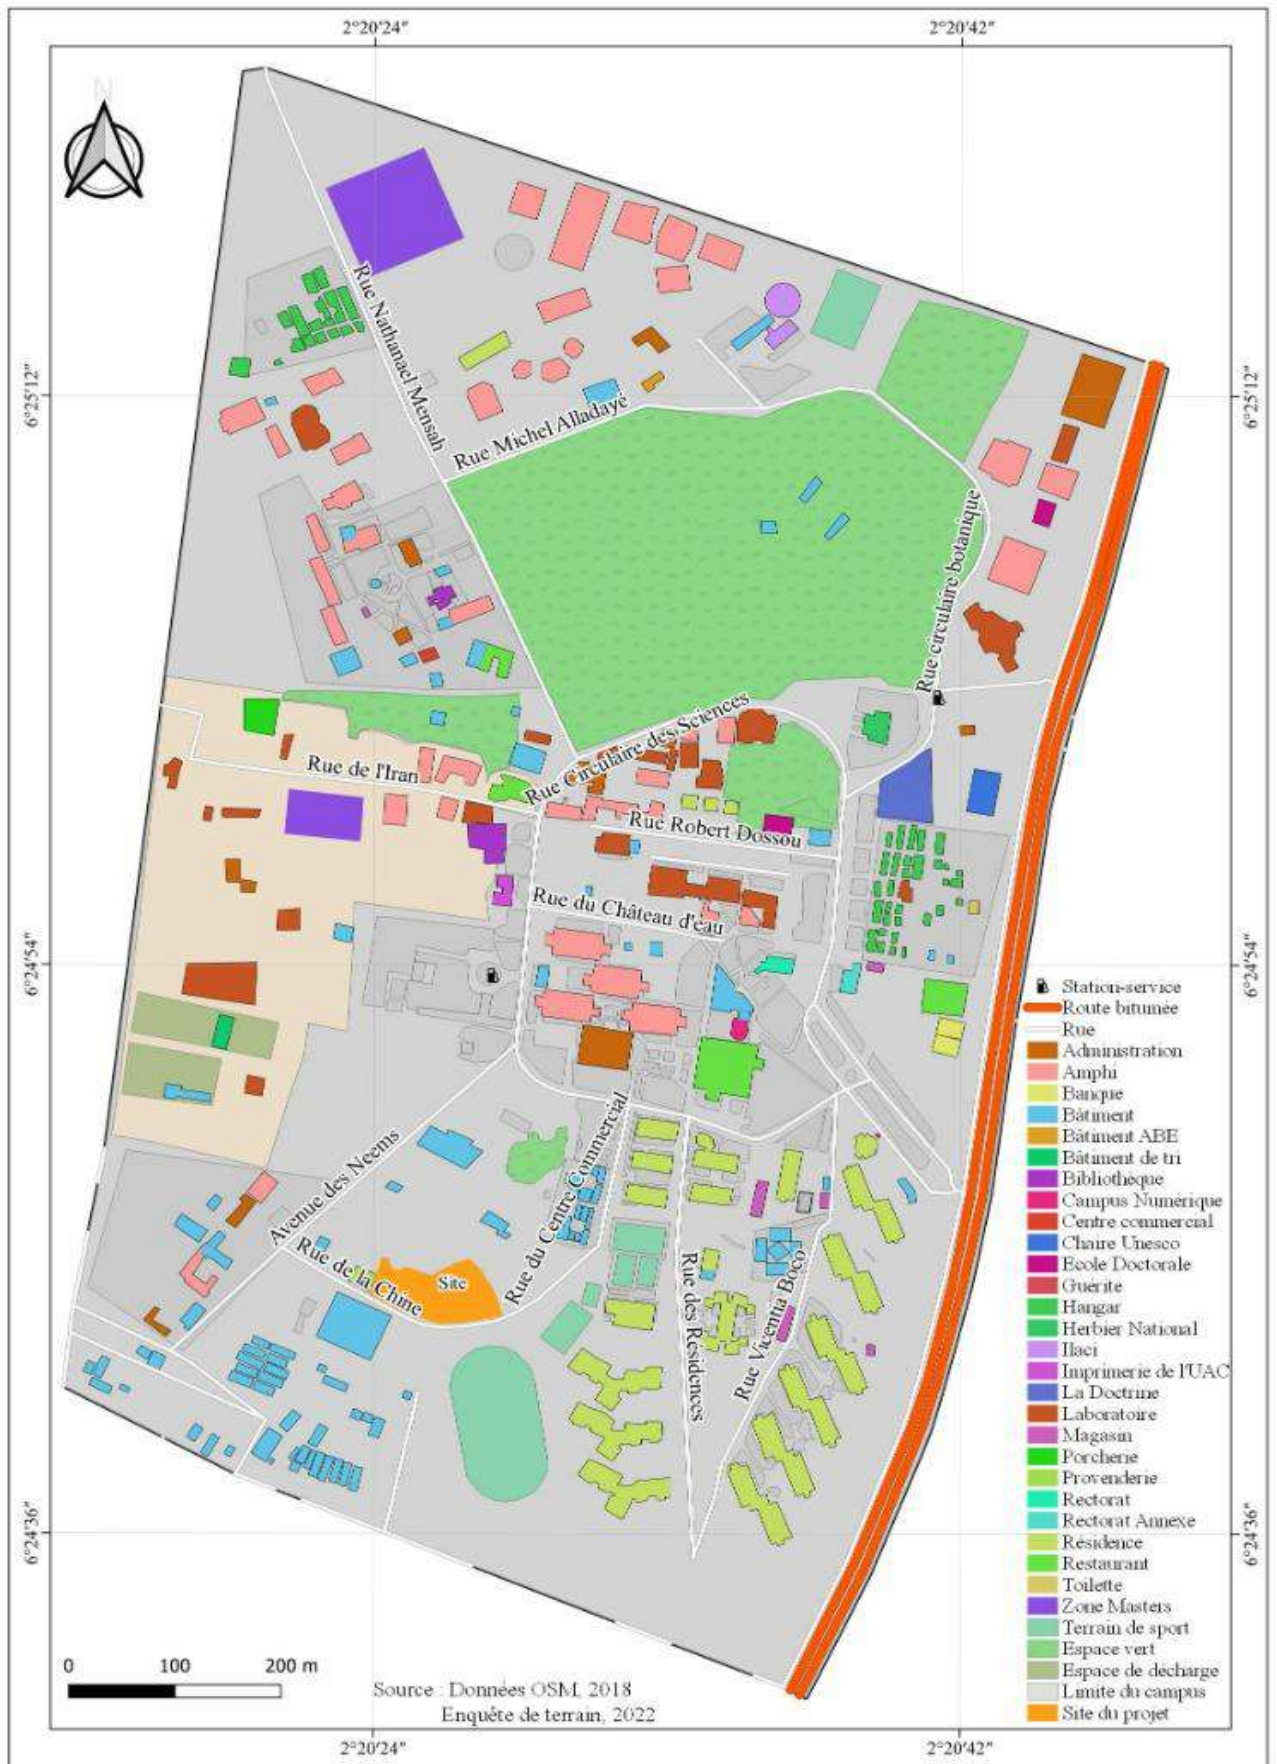 2°20'24" 2°20'42"
N
6°25'12" 6°25'12"
Rue Nathanael Mensah
Rue Michel Alladayé
Rue circulaire botanique
Rue Circulaire des Sciences
Rue de l'Iran
Rue Robert Dossou
Rue du Château d'eau
6°24'54" 6°24'54"
Avenue des Neems
Rue du Centre Commercial
Rue de la Chine
Site
Rue des Residences
Rue Vicentia Boco
6°24'36" 6°24'36"
Station-service
Route bitumée
Rue
Administration
Amphi
Banque
Bâtiment
Bâtiment ABE
Bâtiment de tri
Bibliothèque
Campus Numérique
Centre commercial
Chaire Unesco
Ecole Doctorale
Guérite
Hangar
Herbier National
Ilaci
Imprimerie de l'UAC
La Doctrine
Laboratoire
Magasin
Porcherie
Provenderie
Rectorat
Rectorat Annexe
Résidence
Restaurant
Toilette
Zone Masters
Terrain de sport
Espace vert
Espace de décharge
Limite du campus
Site du projet
0 100 200 m
Source : Données OSM, 2018
Enquête de terrain, 2022
2°20'24" 2°20'42"